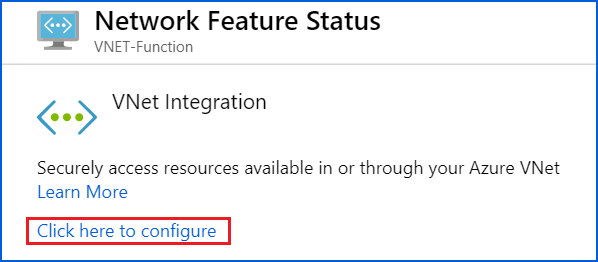 Network Feature Status
VNET-Function
VNet Integration
Securely access resources available in or through your Azure VNet
Learn More
Click here to configure